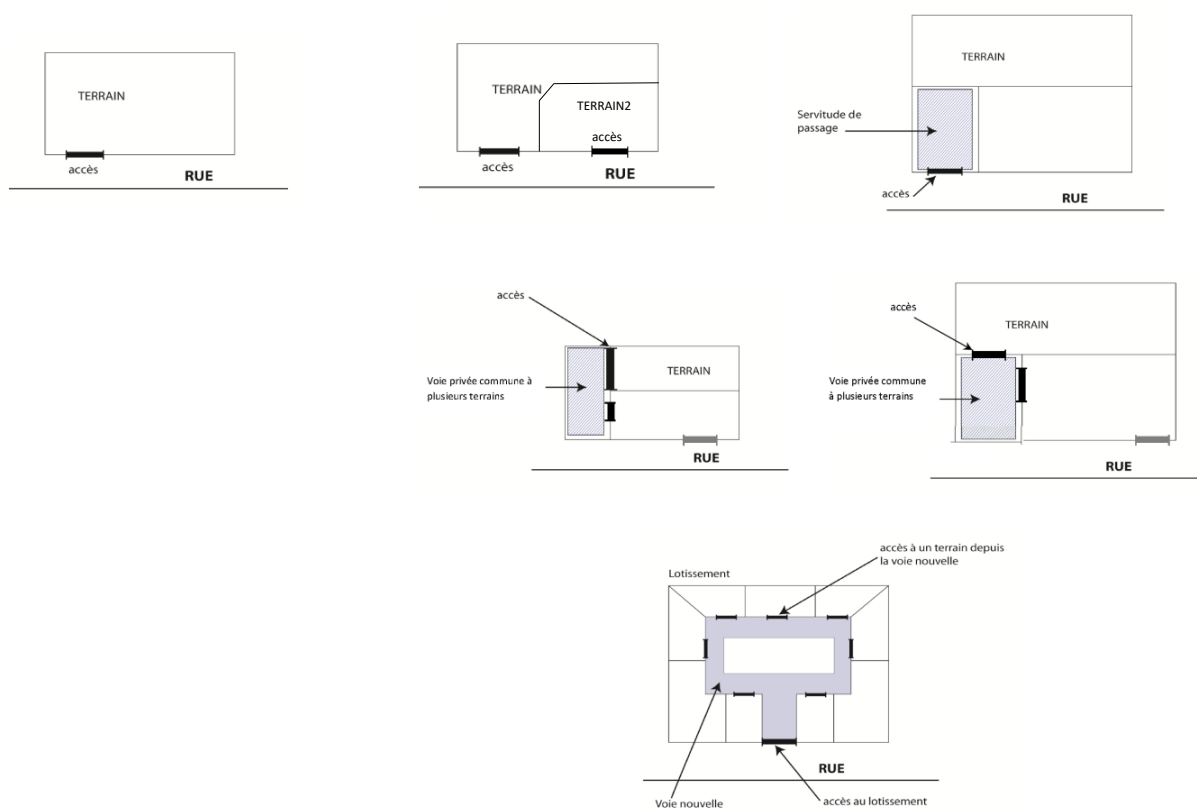 TERRAIN
accès
RUE
TERRAIN
TERRAIN2
accès
accès
RUE
TERRAIN
Servitude de
passage
accès
RUE
accès
TERRAIN
Voie privée commune à
plusieurs terrains
RUE
accès
TERRAIN
Voie privée commune
à plusieurs terrains
RUE
accès à un terrain depuis
la voie nouvelle
Lotissement
RUE
Voie nouvelle
accès au lotissement